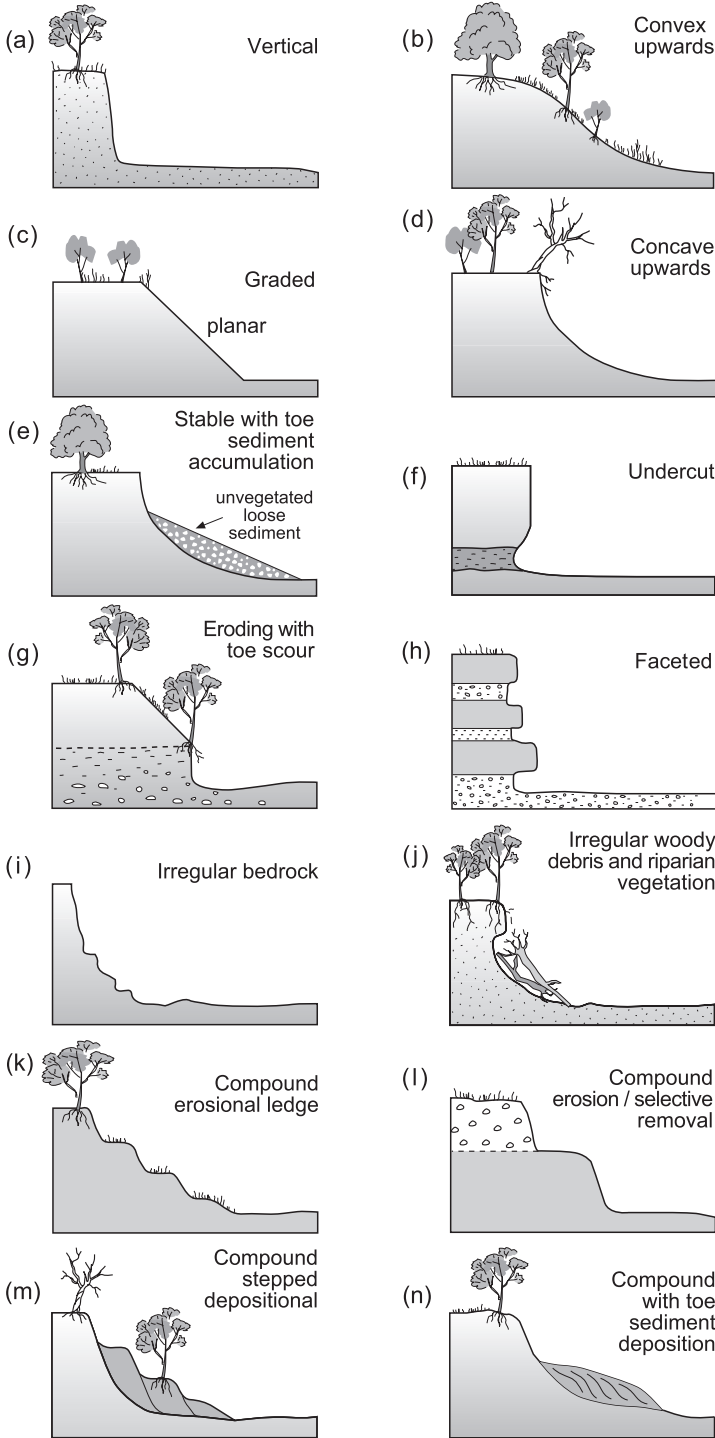 (a)
Vertical
(b)
Convex
upwards
(c)
Graded
planar
(d)
Concave
upwards
(e)
Stable with toe
sediment
accumulation
unvegetated
loose
sediment
(f)
Undercut
(g)
Eroding with
toe scour
(h)
Faceted
(i)
Irregular bedrock
(j)
Irregular woody
debris and riparian
vegetation
(k)
Compound
erosional ledge
(l)
Compound
erosion / selective
removal
(m)
Compound
stepped
depositional
(n)
Compound
with toe
sediment
deposition